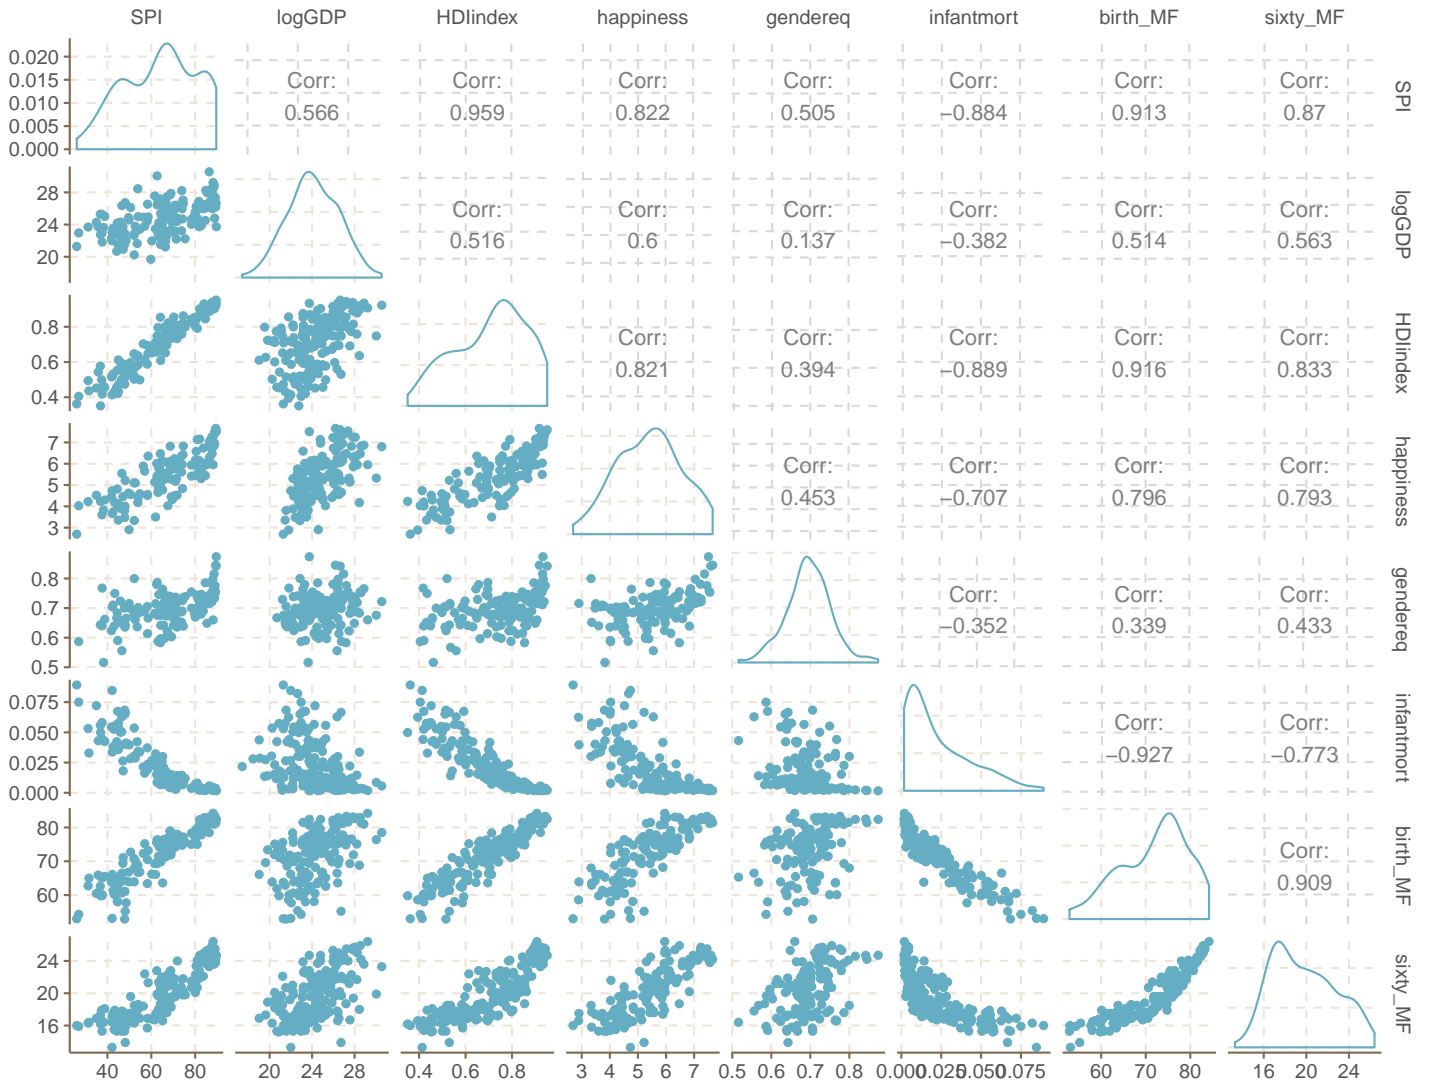 SPI logGDP HDIindex happiness gendereq infantmort birth_MF sixty_MF
0.020
0.015
0.010
0.005
0.000
Corr: Corr: Corr: Corr: Corr: Corr: Corr:
0.566 0.959 0.822 0.505 −0.884 0.913 0.87
SPI
28
24
20
Corr: Corr: Corr: Corr: Corr: Corr:
0.516 0.6 0.137 −0.382 0.514 0.563
logGDP
0.8
0.6
0.4
Corr: Corr: Corr: Corr: Corr:
0.821 0.394 −0.889 0.916 0.833
HDIindex
7
6
5
4
3
Corr: Corr: Corr: Corr:
0.453 −0.707 0.796 0.793
happiness
0.8
0.7
0.6
0.5
Corr: Corr: Corr:
−0.352 0.339 0.433
gendereq
0.075
0.050
0.025
0.000
Corr: Corr:
−0.927 −0.773
infantmort
80
70
60
Corr:
0.909
birth_MF
24
20
16
sixty_MF
40 60 80 20 24 28 0.4 0.6 0.8 3 4 5 6 7 0.5 0.6 0.7 0.8 0.000 0.025 0.050 0.075 60 70 80 16 20 24